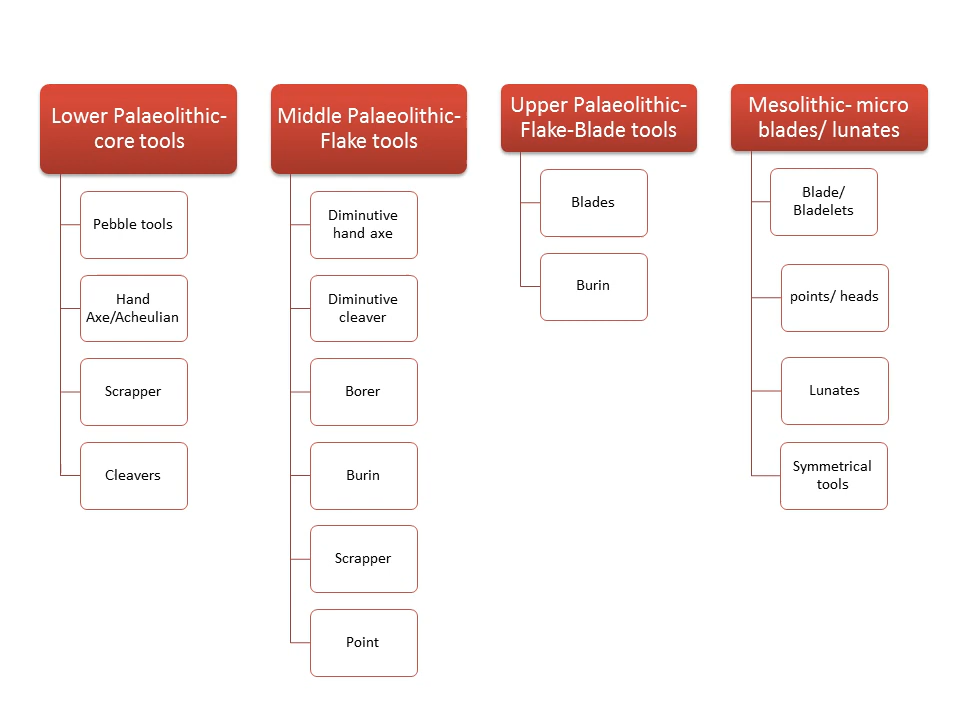 Lower Palaeolithic-
core tools
Pebble tools
Hand
Axe/Acheulian
Scrapper
Cleavers
Middle Palaeolithic-
Flake tools
Diminutive
hand axe
Diminutive
cleaver
Borer
Burin
Scrapper
Point
Upper Palaeolithic-
Flake-Blade tools
Blades
Burin
Mesolithic- micro
blades/ lunates
Blade/
Bladelets
points/ heads
Lunates
Symmetrical
tools